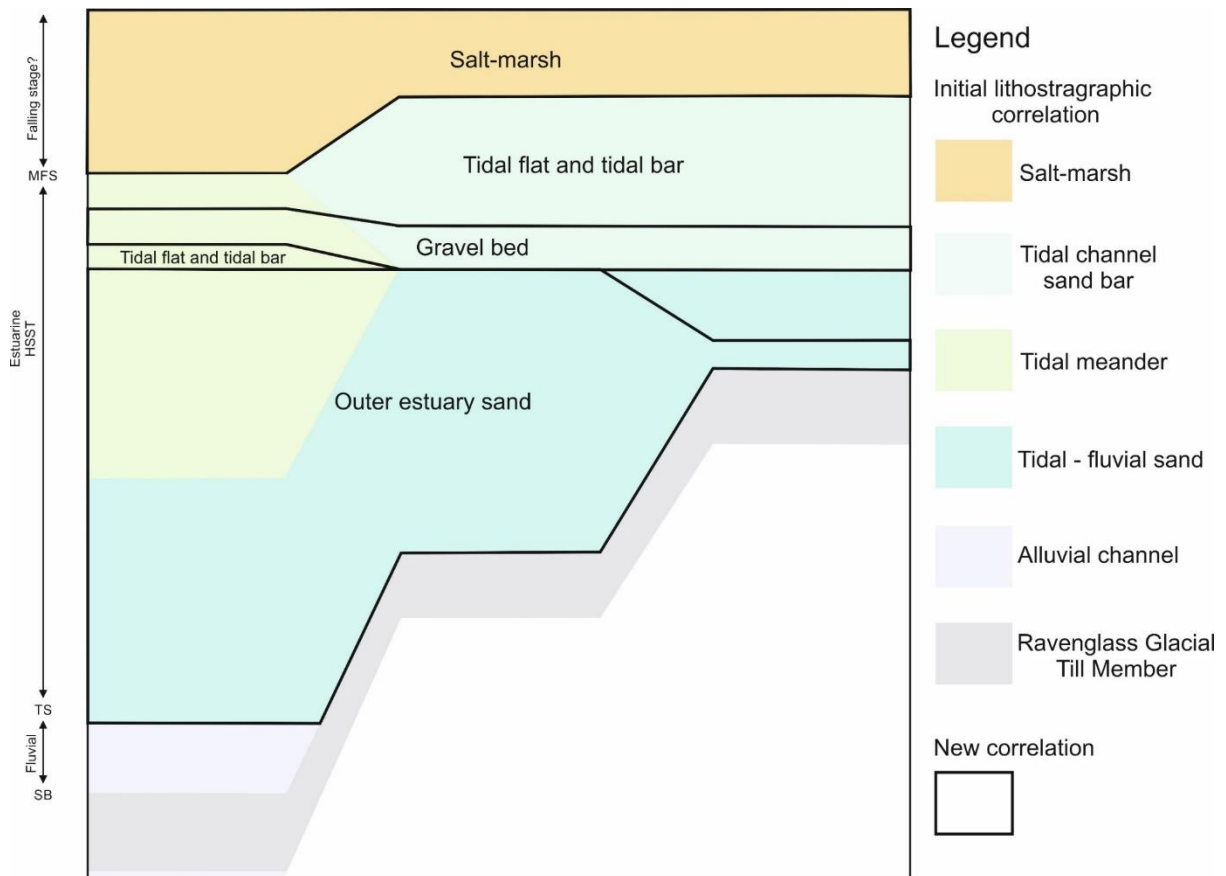 Falling stage?
MFS
Estuarine
HSST
TS
Fluvial
SB
Salt-marsh
Tidal flat and tidal bar
Gravel bed
Tidal flat and tidal bar
Outer estuary sand
Legend
Initial lithostragraphic
correlation
Salt-marsh
Tidal channel
sand bar
Tidal meander
Tidal - fluvial sand
Alluvial channel
Ravenglass Glacial
Till Member
New correlation